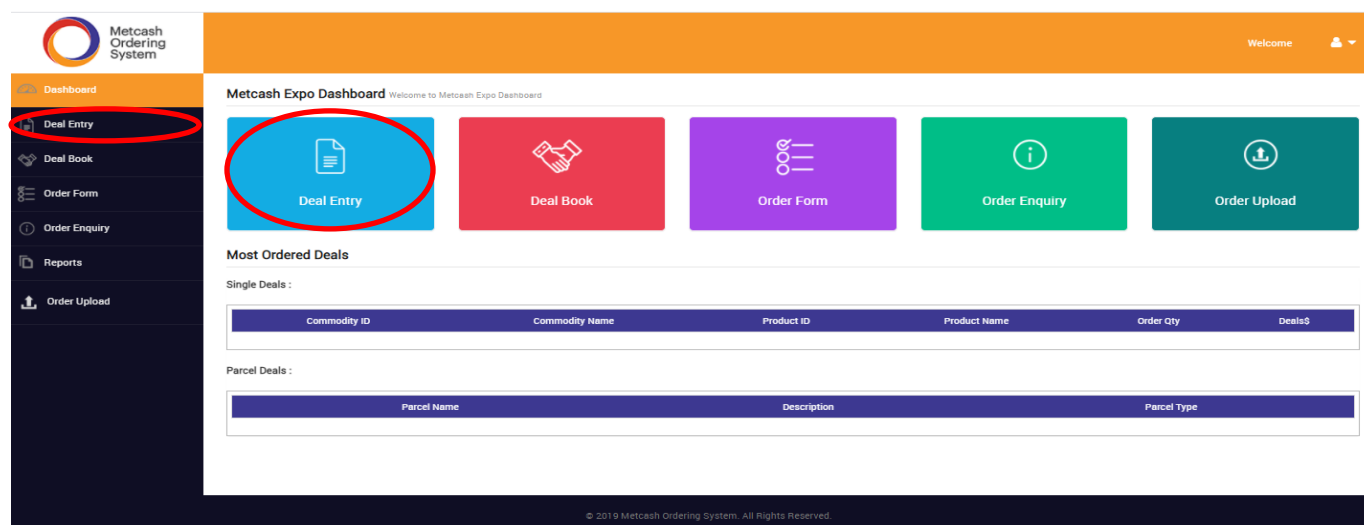 Metcash
Ordering
System
Welcome
Dashboard
Deal Entry
Deal Book
Order Form
Order Enquiry
Reports
Order Upload
Metcash Expo Dashboard Welcome to Metcash Expo Dashboard
Deal Entry
Deal Book
Order Form
Order Enquiry
Order Upload
Most Ordered Deals
Single Deals :
Commodity ID Commodity Name Product ID Product Name Order Qty Deals$
Parcel Deals :
Parcel Name Description Parcel Type
© 2019 Metcash Ordering System. All Rights Reserved.